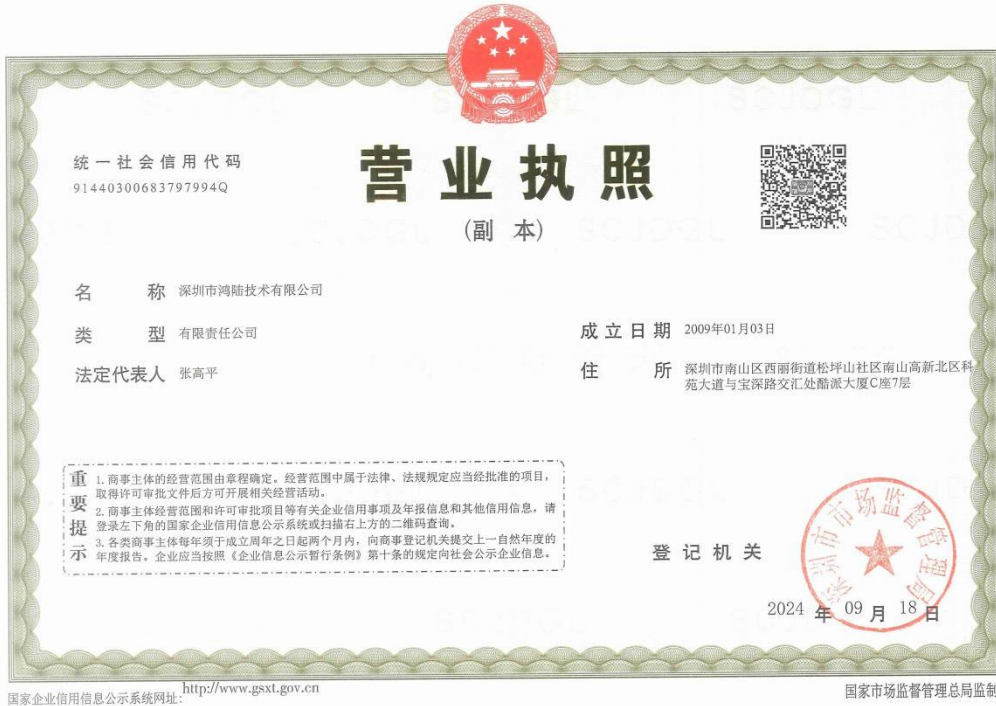 统一社会信用代码
91440300683797994Q
营业执照
(副 本)
名 称 深圳市鸿陆技术有限公司
类 型 有限责任公司
法定代表人 张高平
成立日期 2009年01月03日
住 所 深圳市南山区西丽街道松坪山社区南山高新北区科
苑大道与宝深路交汇处酷派大厦C座7层
重要提示
1. 商事主体的经营范围由章程确定。经营范围中属于法律、法规规定应当经批准的项目,
取得许可审批文件后方可开展相关经营活动。
2. 商事主体经营范围和许可审批项目等有关企业信用事项及年报信息和其他信用信息,请
登录左下角的国家企业信用信息公示系统或扫描右上方的二维码查询。
3. 各类商事主体每年须于成立周年之日起两个月内,向商事登记机关提交上一自然年度的
年度报告。企业应当按照《企业信息公示暂行条例》第十条的规定向社会公示企业信息。
登记机关
深圳市市场监督管理局
2024 年 09 月 18 日
国家企业信用信息公示系统网址: http://www.gsxt.gov.cn
国家市场监督管理总局监制